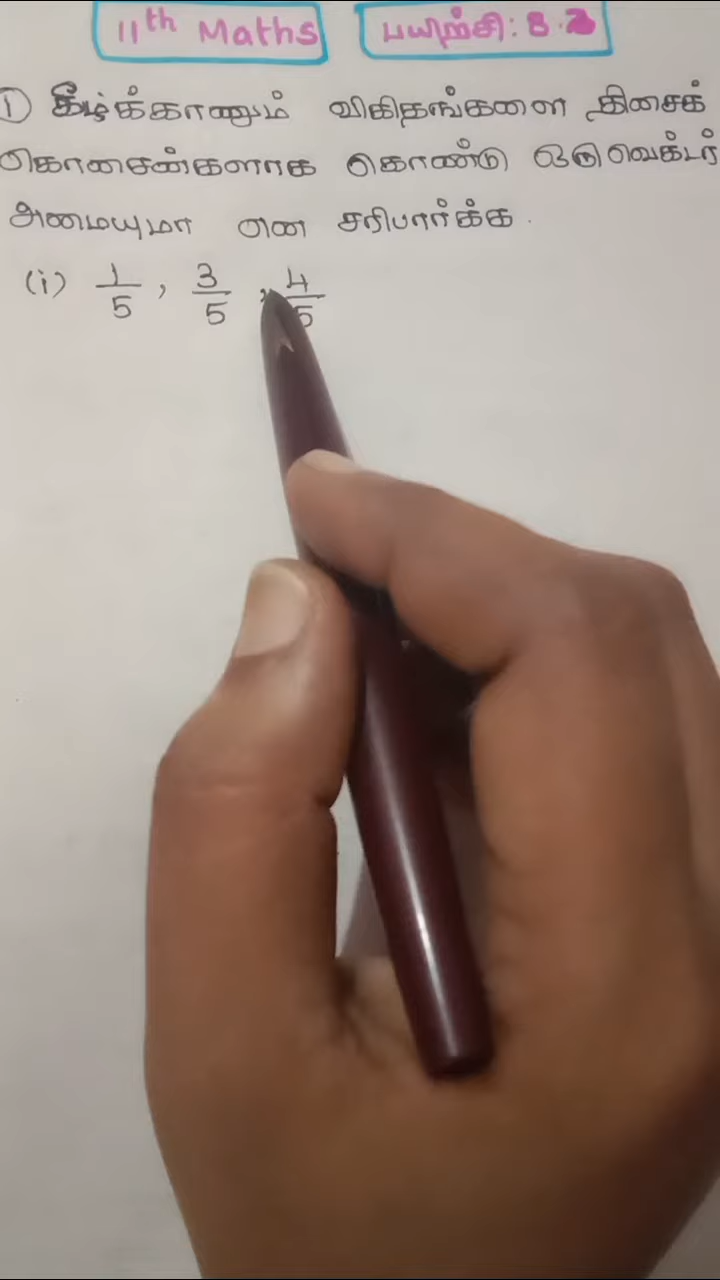 11th Maths
பயிற்சி: 8.2
① கீழ்க்காணும் விகிதங்களை திசைக்
கொசைன்களாக கொண்டு ஒரு வெக்டர்
அமையுமா என சரிபார்க்க.
(i) 1/5, 3/5, 4/5